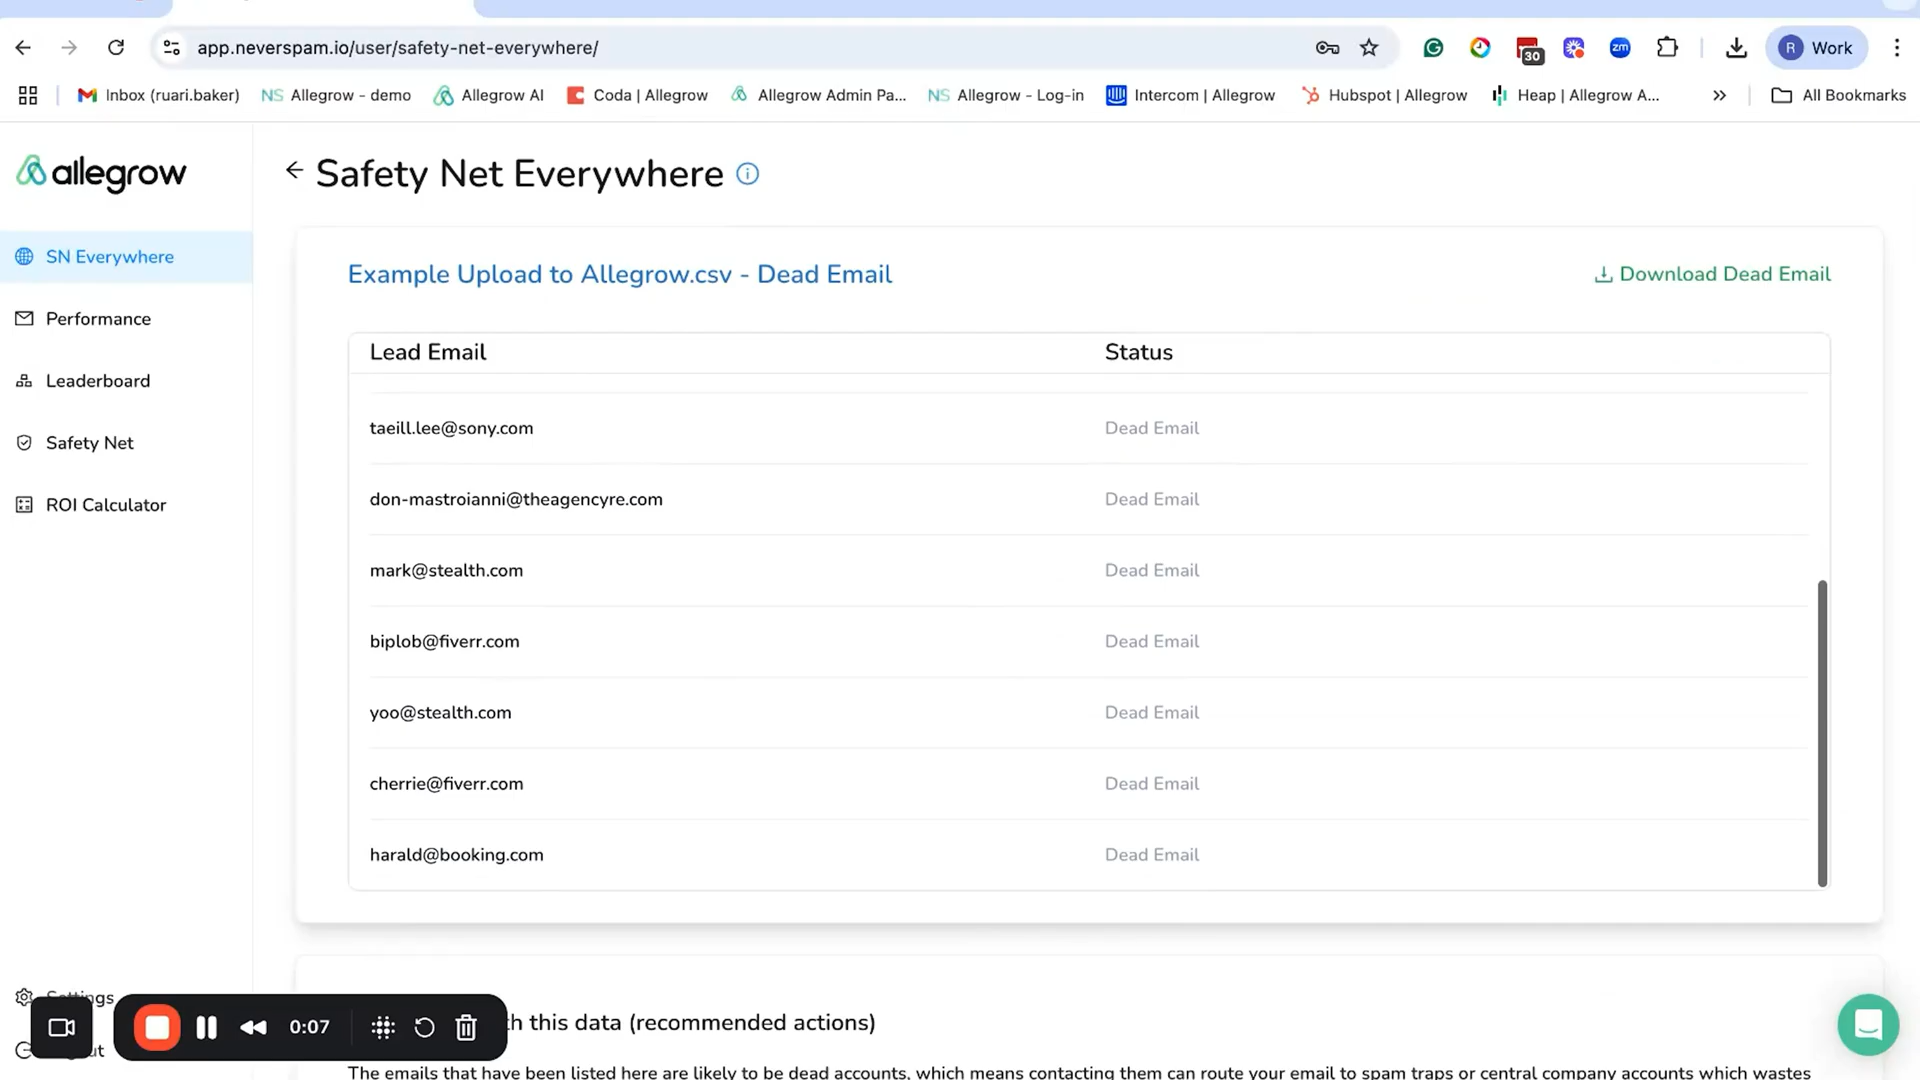 app.neverspam.io/user/safety-net-everywhere/
30
zm
R Work
Inbox (ruari.baker)
NS Allegrow - demo
Allegrow AI
Coda | Allegrow
Allegrow Admin Pa...
NS Allegrow - Log-in
Intercom | Allegrow
Hubspot | Allegrow
Heap | Allegrow A...
All Bookmarks
allegrow
Safety Net Everywhere
SN Everywhere
Performance
Leaderboard
Safety Net
ROI Calculator
Example Upload to Allegrow.csv - Dead Email
Download Dead Email
Lead Email Status
taeill.lee@sony.com Dead Email
don-mastroianni@theagencyre.com Dead Email
mark@stealth.com Dead Email
biplob@fiverr.com Dead Email
yoo@stealth.com Dead Email
cherrie@fiverr.com Dead Email
harald@booking.com Dead Email
Settings
0:07
this data (recommended actions)
The emails that have been listed here are likely to be dead accounts, which means contacting them can route your email to spam traps or central company accounts which wastes